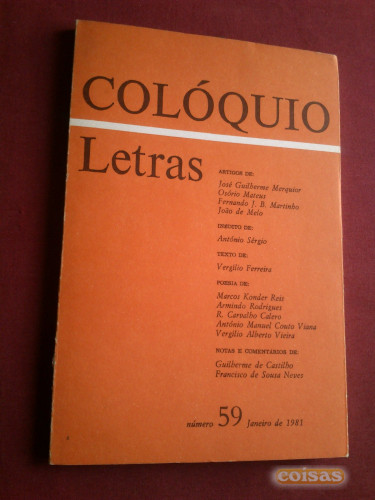 COLÓQUIO
Letras
ARTIGOS DE:
José Guilherme Merquior
Osório Mateus
Fernando J. B. Martinho
João de Melo
INÉDITO DE:
António Sérgio
TEXTO DE:
Vergílio Ferreira
POESIA DE:
Marcos Konder Reis
Armindo Rodrigues
R. Carvalho Calero
António Manuel Couto Viana
Vergílio Alberto Vieira
NOTAS E COMENTÁRIOS DE:
Guilherme de Castilho
Francisco de Sousa Neves
número 59 Janeiro de 1981
coisas